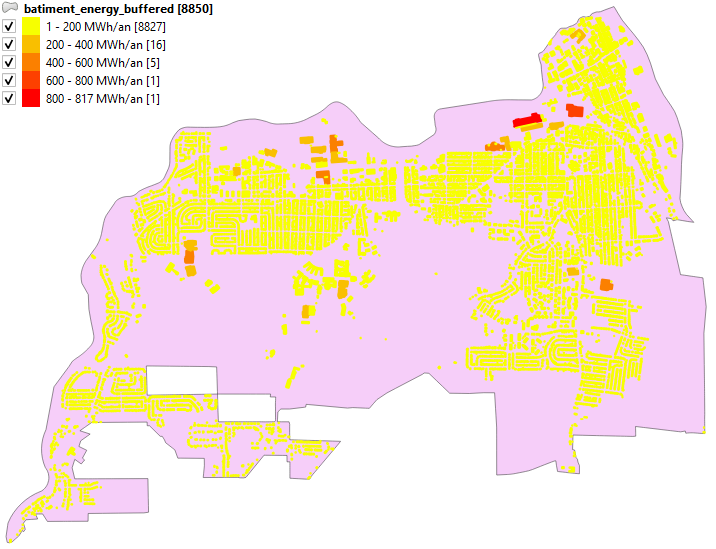 batiment_energy_buffered [8850]
1 - 200 MWh/an [8827]
200 - 400 MWh/an [16]
400 - 600 MWh/an [5]
600 - 800 MWh/an [1]
800 - 817 MWh/an [1]